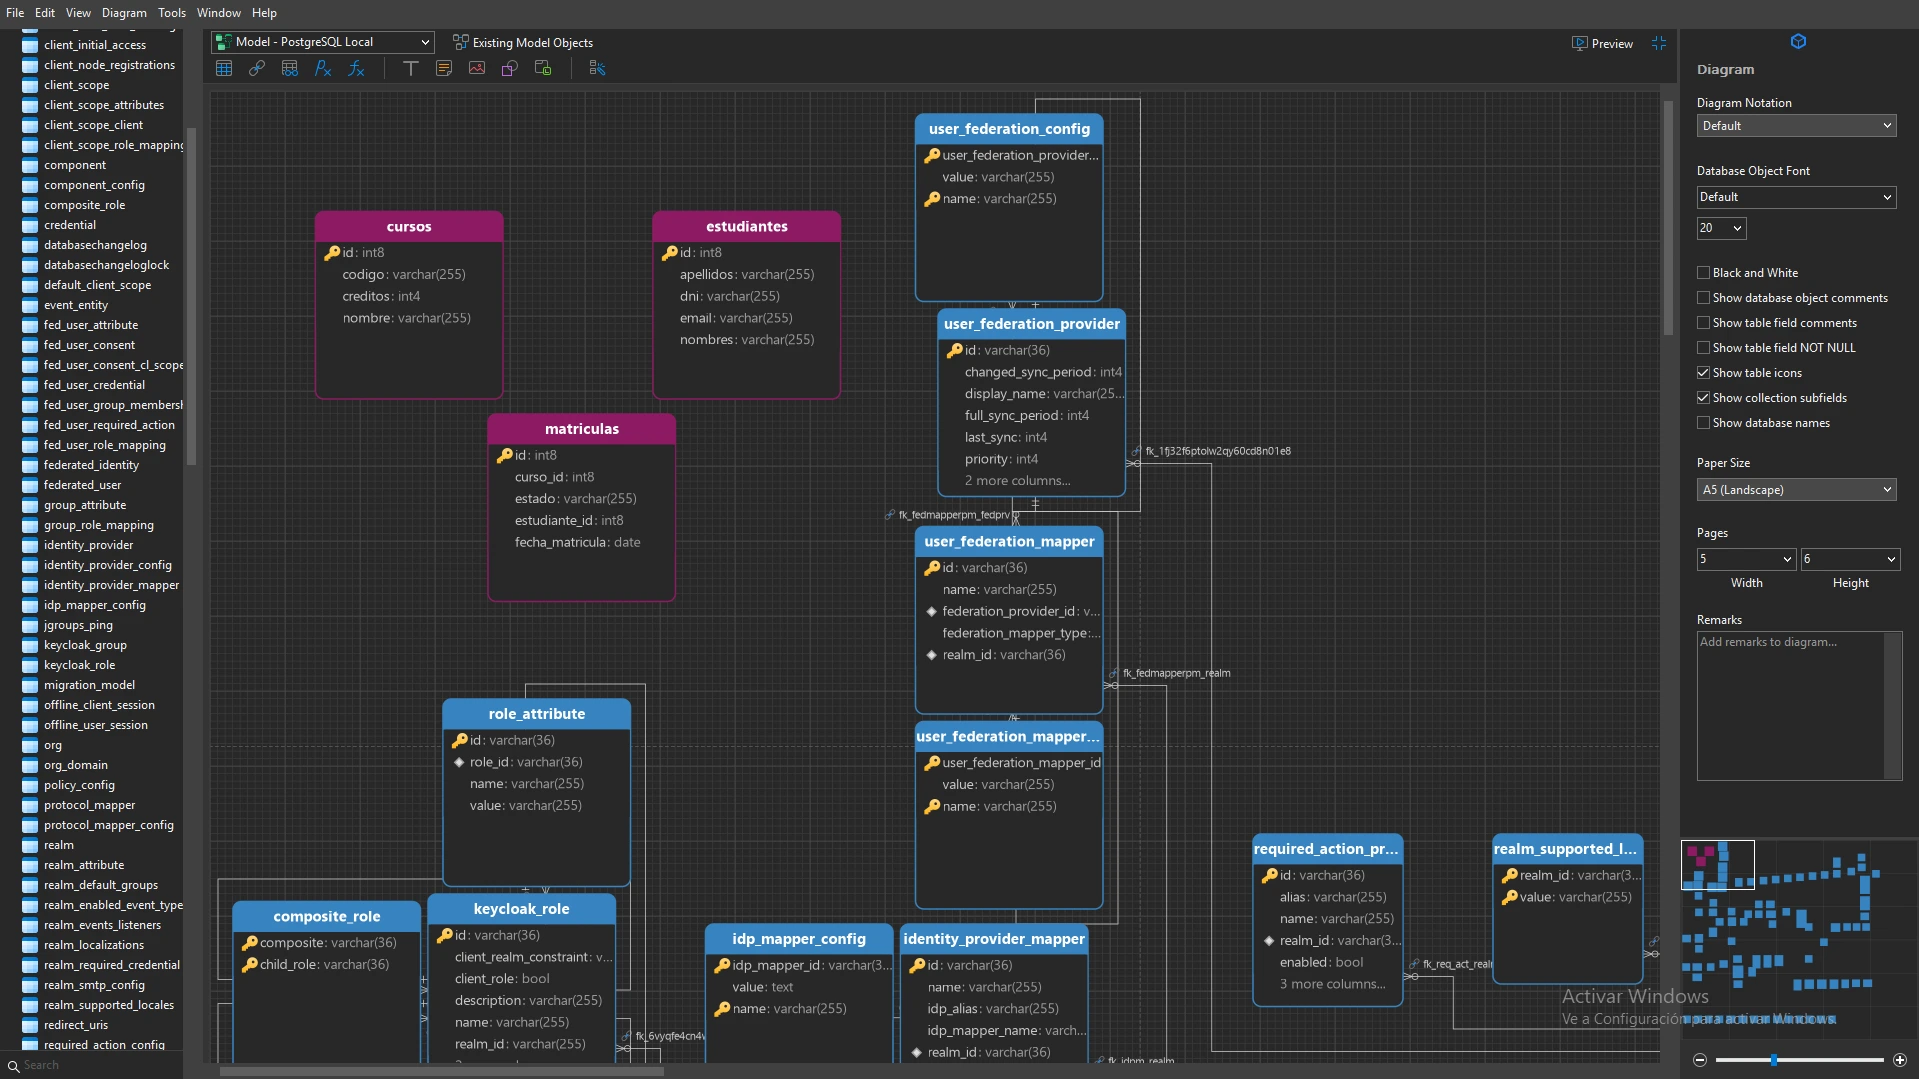 File Edit View Diagram Tools Window Help
client_initial_access
client_node_registrations
client_scope
client_scope_attributes
client_scope_client
client_scope_role_mapping
component
component_config
composite_role
credential
databasechangelog
databasechangeloglock
default_client_scope
event_entity
fed_user_attribute
fed_user_consent
fed_user_consent_cl_scope
fed_user_credential
fed_user_group_membersh
fed_user_required_action
fed_user_role_mapping
federated_identity
federated_user
group_attribute
group_role_mapping
identity_provider
identity_provider_config
identity_provider_mapper
idp_mapper_config
jgroups_ping
keycloak_group
keycloak_role
migration_model
offline_client_session
offline_user_session
org
org_domain
policy_config
protocol_mapper
protocol_mapper_config
realm
realm_attribute
realm_default_groups
realm_enabled_event_type
realm_events_listeners
realm_localizations
realm_required_credential
realm_smtp_config
realm_supported_locales
redirect_uris
required_action_config
Search
Model - PostgreSQL Local
Existing Model Objects
Preview
cursos
id: int8
codigo: varchar(255)
creditos: int4
nombre: varchar(255)
estudiantes
id: int8
apellidos: varchar(255)
dni: varchar(255)
email: varchar(255)
nombres: varchar(255)
matriculas
id: int8
curso_id: int8
estado: varchar(255)
estudiante_id: int8
fecha_matricula: date
user_federation_config
user_federation_provider...
value: varchar(255)
name: varchar(255)
user_federation_provider
id: varchar(36)
changed_sync_period: int4
display_name: varchar(25...
full_sync_period: int4
last_sync: int4
priority: int4
2 more columns...
fk_1fj32f6ptolw2qy60cd8n01e8
fk_fedmapperpm_fedprv
user_federation_mapper
id: varchar(36)
name: varchar(255)
federation_provider_id: v...
federation_mapper_type:...
realm_id: varchar(36)
fk_fedmapperpm_realm
user_federation_mapper...
user_federation_mapper_id
value: varchar(255)
name: varchar(255)
role_attribute
id: varchar(36)
role_id: varchar(36)
name: varchar(255)
value: varchar(255)
composite_role
composite: varchar(36)
child_role: varchar(36)
keycloak_role
id: varchar(36)
client_realm_constraint: v...
client_role: bool
description: varchar(255)
name: varchar(255)
realm_id: varchar(255)
fk_6vyqfe4cn4w
idp_mapper_config
idp_mapper_id: varchar(3...
value: text
name: varchar(255)
identity_provider_mapper
id: varchar(36)
name: varchar(255)
idp_alias: varchar(255)
idp_mapper_name: varch...
realm_id: varchar(36)
fk_idpm_realm
required_action_pr...
id: varchar(36)
alias: varchar(255)
name: varchar(255)
realm_id: varchar(3...
enabled: bool
3 more columns...
fk_req_act_realm
realm_supported_l...
realm_id: varchar(3...
value: varchar(255)
Diagram
Diagram Notation
Default
Database Object Font
Default
20
Black and White
Show database object comments
Show table field comments
Show table field NOT NULL
Show table icons
Show collection subfields
Show database names
Paper Size
A5 (Landscape)
Pages
5 6
Width Height
Remarks
Add remarks to diagram...
Activar Windows
Ve a Configuración para activar Windows.